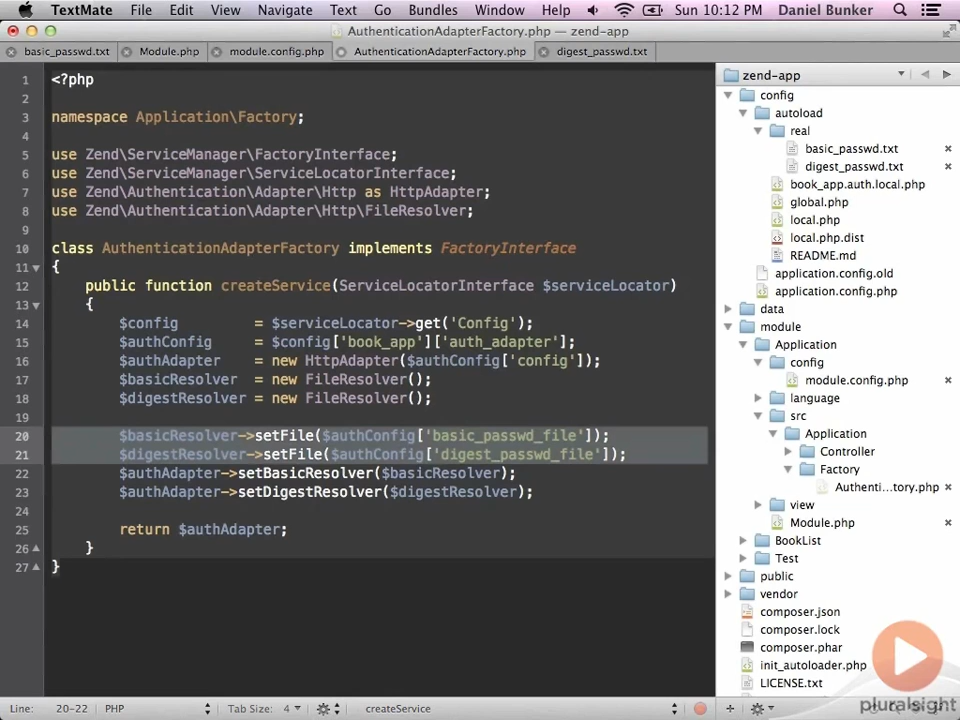 TextMate File Edit View Navigate Text Go Bundles Window Help Sun 10:12 PM Daniel Bunker
AuthenticationAdapterFactory.php — zend-app
basic_passwd.txt Module.php module.config.php AuthenticationAdapterFactory.php digest_passwd.txt
1 <?php
2
3 namespace Application\Factory;
4
5 use Zend\ServiceManager\FactoryInterface;
6 use Zend\ServiceManager\ServiceLocatorInterface;
7 use Zend\Authentication\Adapter\Http as HttpAdapter;
8 use Zend\Authentication\Adapter\Http\FileResolver;
9
10 class AuthenticationAdapterFactory implements FactoryInterface
11 {
12     public function createService(ServiceLocatorInterface $serviceLocator)
13     {
14         $config         = $serviceLocator->get('Config');
15         $authConfig     = $config['book_app']['auth_adapter'];
16         $authAdapter    = new HttpAdapter($authConfig['config']);
17         $basicResolver  = new FileResolver();
18         $digestResolver = new FileResolver();
19
20         $basicResolver->setFile($authConfig['basic_passwd_file']);
21         $digestResolver->setFile($authConfig['digest_passwd_file']);
22         $authAdapter->setBasicResolver($basicResolver);
23         $authAdapter->setDigestResolver($digestResolver);
24
25         return $authAdapter;
26     }
27 }
zend-app
config
autoload
real
basic_passwd.txt
digest_passwd.txt
book_app.auth.local.php
global.php
local.php
local.php.dist
README.md
application.config.old
application.config.php
data
module
Application
config
module.config.php
language
src
Application
Controller
Factory
Authenti...tory.php
view
Module.php
BookList
Test
public
vendor
composer.json
composer.lock
composer.phar
init_autoloader.php
LICENSE.txt
pluralsight
Line: 20-22 PHP Tab Size: 4 createService